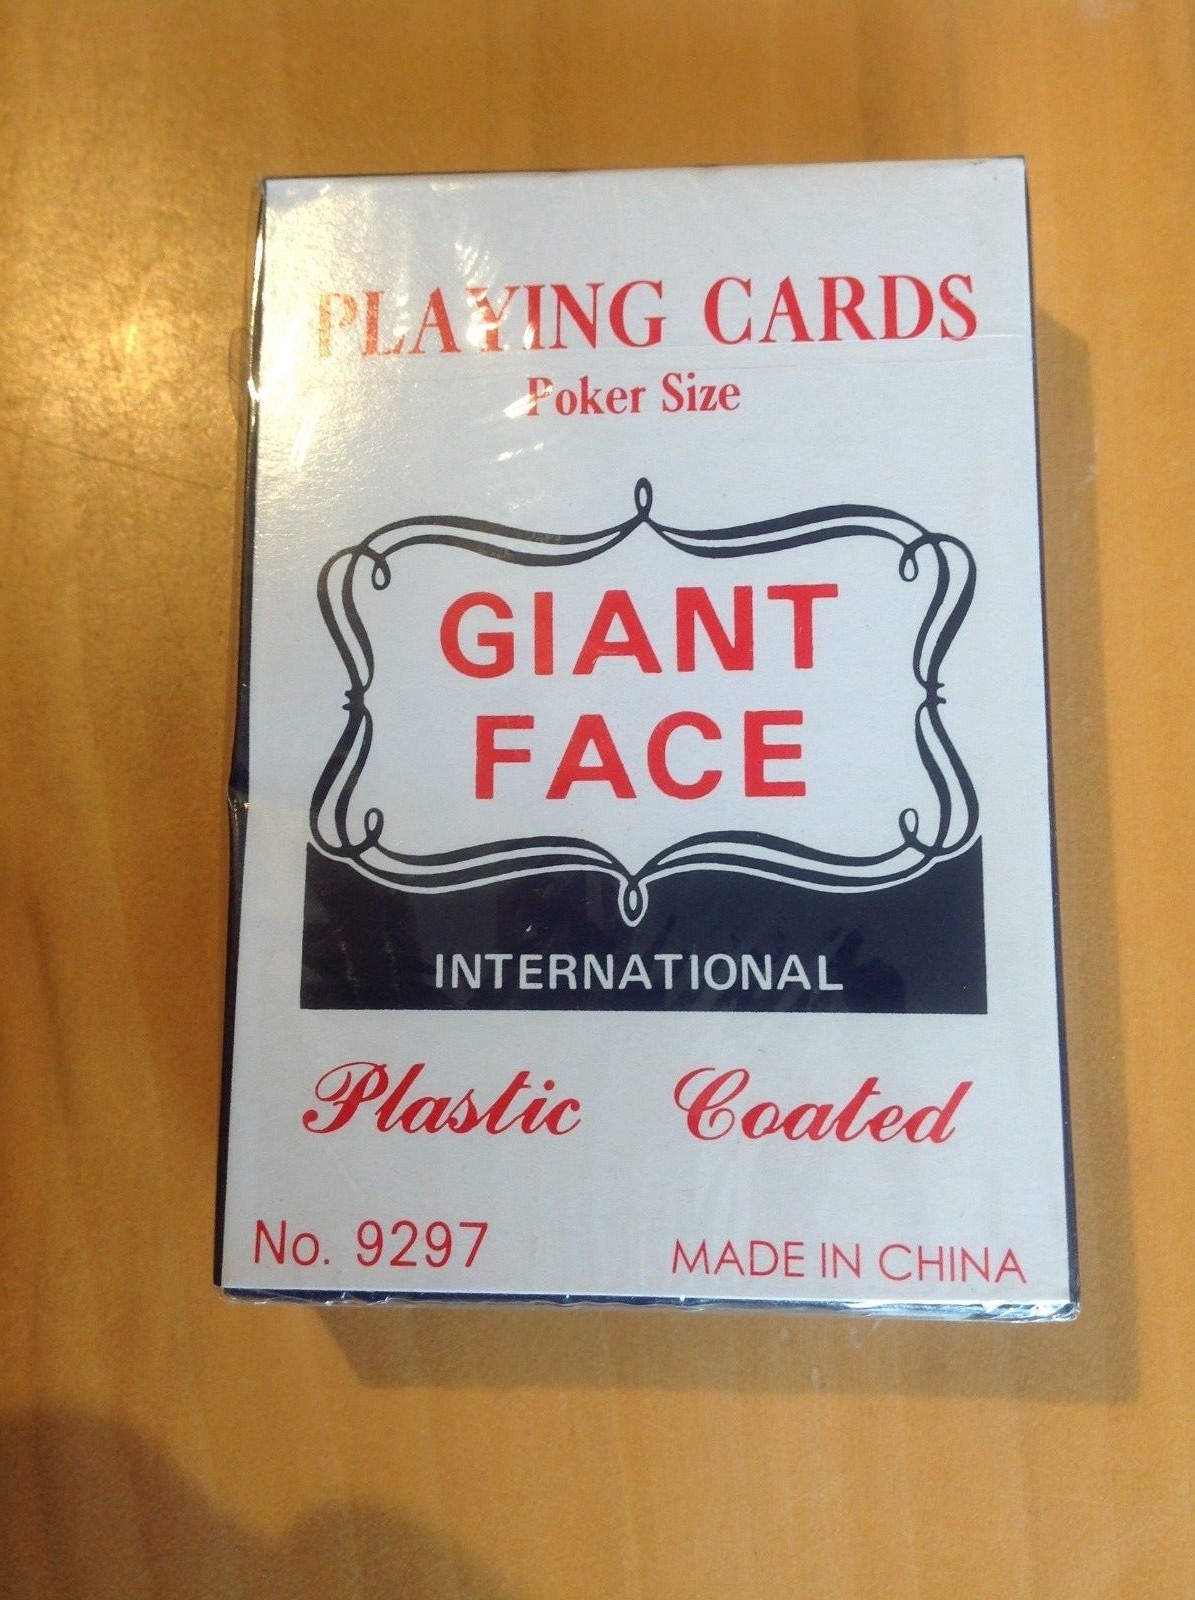 PLAYING CARDS
Poker Size
GIANT
FACE
INTERNATIONAL
Plastic Coated
No. 9297 MADE IN CHINA